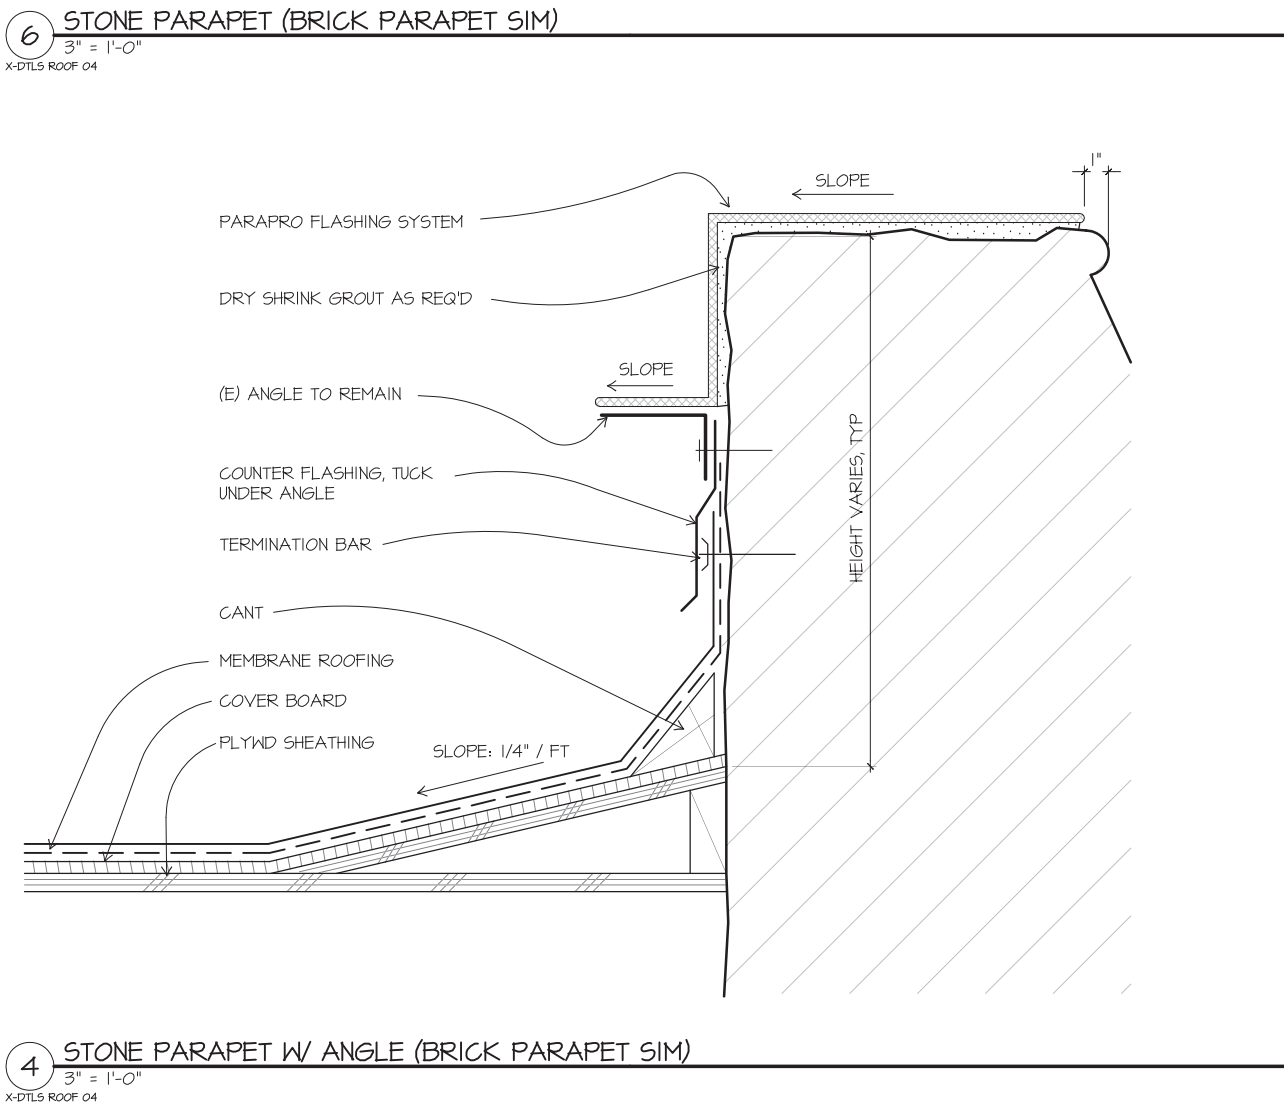 6
STONE PARAPET (BRICK PARAPET SIM)
3" = 1'-0"
X-DTLS ROOF 04
1"
SLOPE
PARAPRO FLASHING SYSTEM
DRY SHRINK GROUT AS REQ'D
SLOPE
(E) ANGLE TO REMAIN
COUNTER FLASHING, TUCK
UNDER ANGLE
HEIGHT VARIES, TYP
TERMINATION BAR
CANT
MEMBRANE ROOFING
COVER BOARD
PLYWD SHEATHING
SLOPE: 1/4" / FT
4
STONE PARAPET W/ ANGLE (BRICK PARAPET SIM)
3" = 1'-0"
X-DTLS ROOF 04